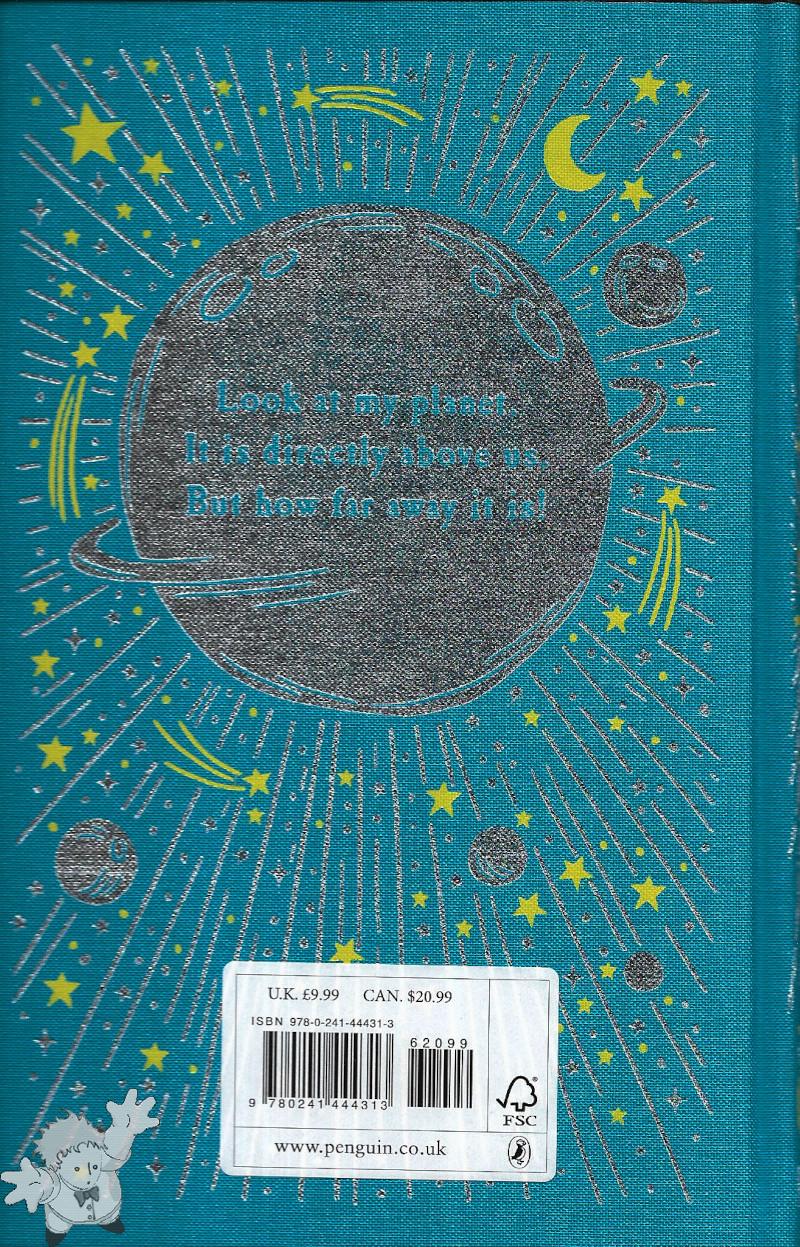 Look at my planet.
It is directly above us.
But how far away it is!
U.K. £9.99 CAN. $20.99
ISBN 978-0-241-44431-3
62099
9 780241 444313
FSC
®
www.penguin.co.uk